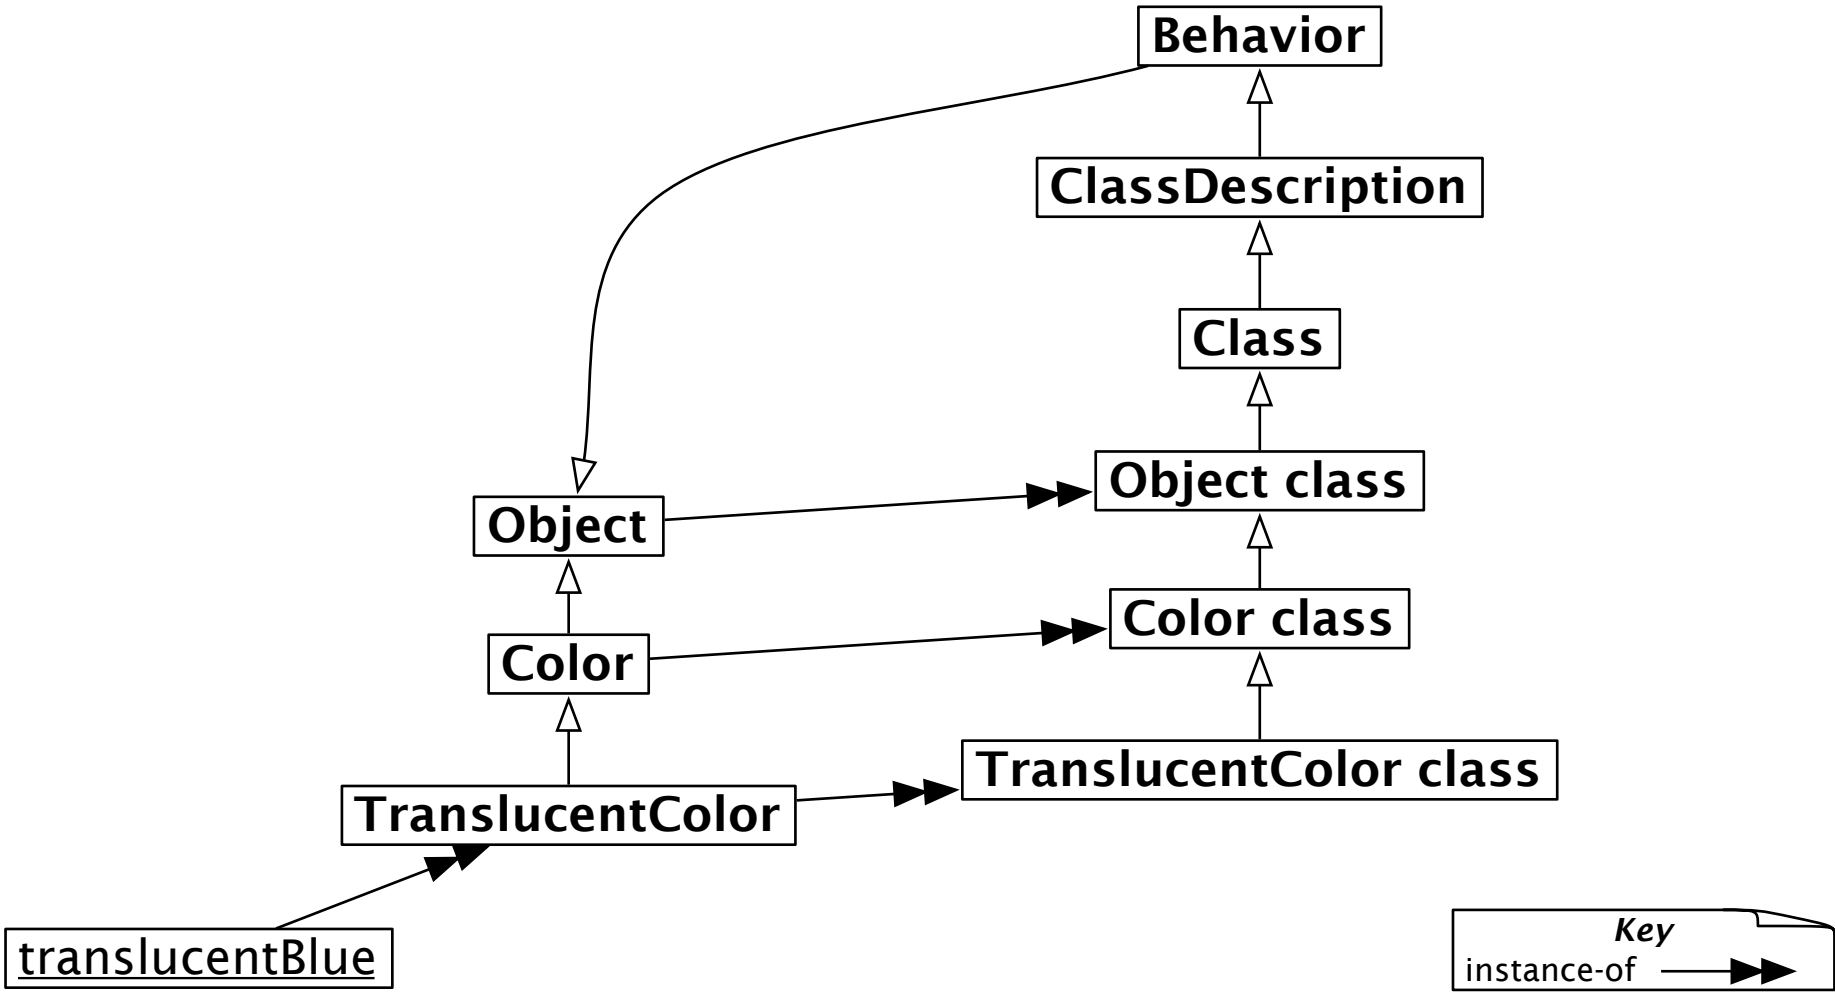 Behavior
ClassDescription
Class
Object class
Object
Color class
Color
TranslucentColor class
TranslucentColor
translucentBlue
Key
instance-of